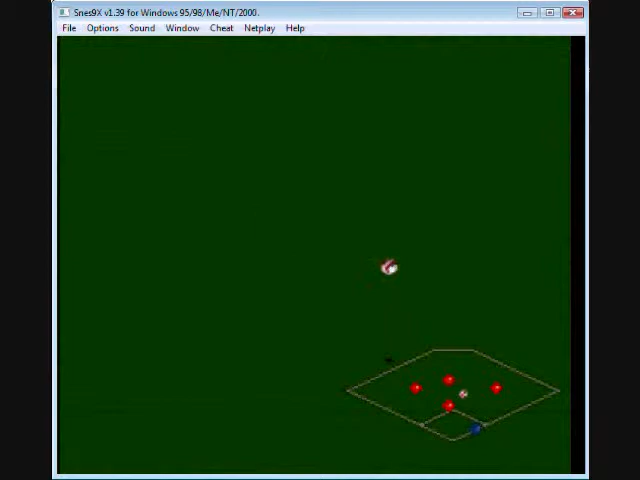 Snes9X v1.39 for Windows 95/98/Me/NT/2000.
File Options Sound Window Cheat Netplay Help